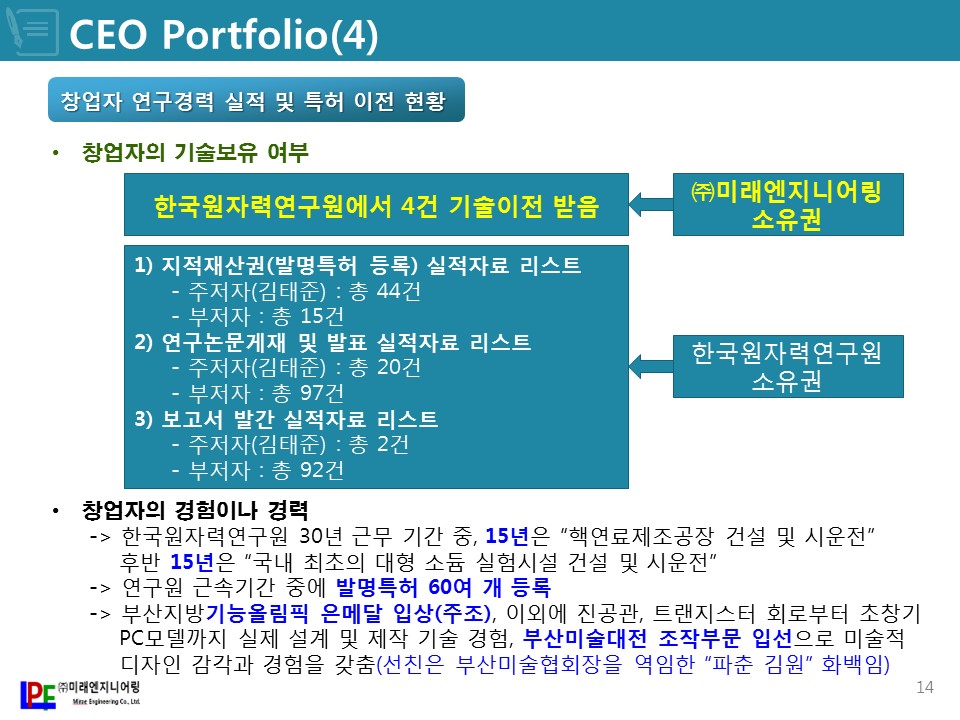 CEO Portfolio(4)
창업자 연구경력 실적 및 특허 이전 현황
• 창업자의 기술보유 여부
한국원자력연구원에서 4건 기술이전 받음
㈜미래엔지니어링
소유권
1) 지적재산권(발명특허 등록) 실적자료 리스트
- 주저자(김태준) : 총 44건
- 부저자 : 총 15건
2) 연구논문게재 및 발표 실적자료 리스트
- 주저자(김태준) : 총 20건
- 부저자 : 총 97건
3) 보고서 발간 실적자료 리스트
- 주저자(김태준) : 총 2건
- 부저자 : 총 92건
한국원자력연구원
소유권
• 창업자의 경험이나 경력
-> 한국원자력연구원 30년 근무 기간 중, 15년은 “핵연료제조공장 건설 및 시운전”
후반 15년은 “국내 최초의 대형 소듐 실험시설 건설 및 시운전”
-> 연구원 근속기간 중에 발명특허 60여 개 등록
-> 부산지방기능올림픽 은메달 입상(주조), 이외에 진공관, 트랜지스터 회로부터 초창기
PC모델까지 실제 설계 및 제작 기술 경험, 부산미술대전 조작부문 입선으로 미술적
디자인 감각과 경험을 갖춤(선친은 부산미술협회장을 역임한 “파춘 김원” 화백임)
LPE ㈜미래엔지니어링
Mirae Engineering Co., Ltd.
14